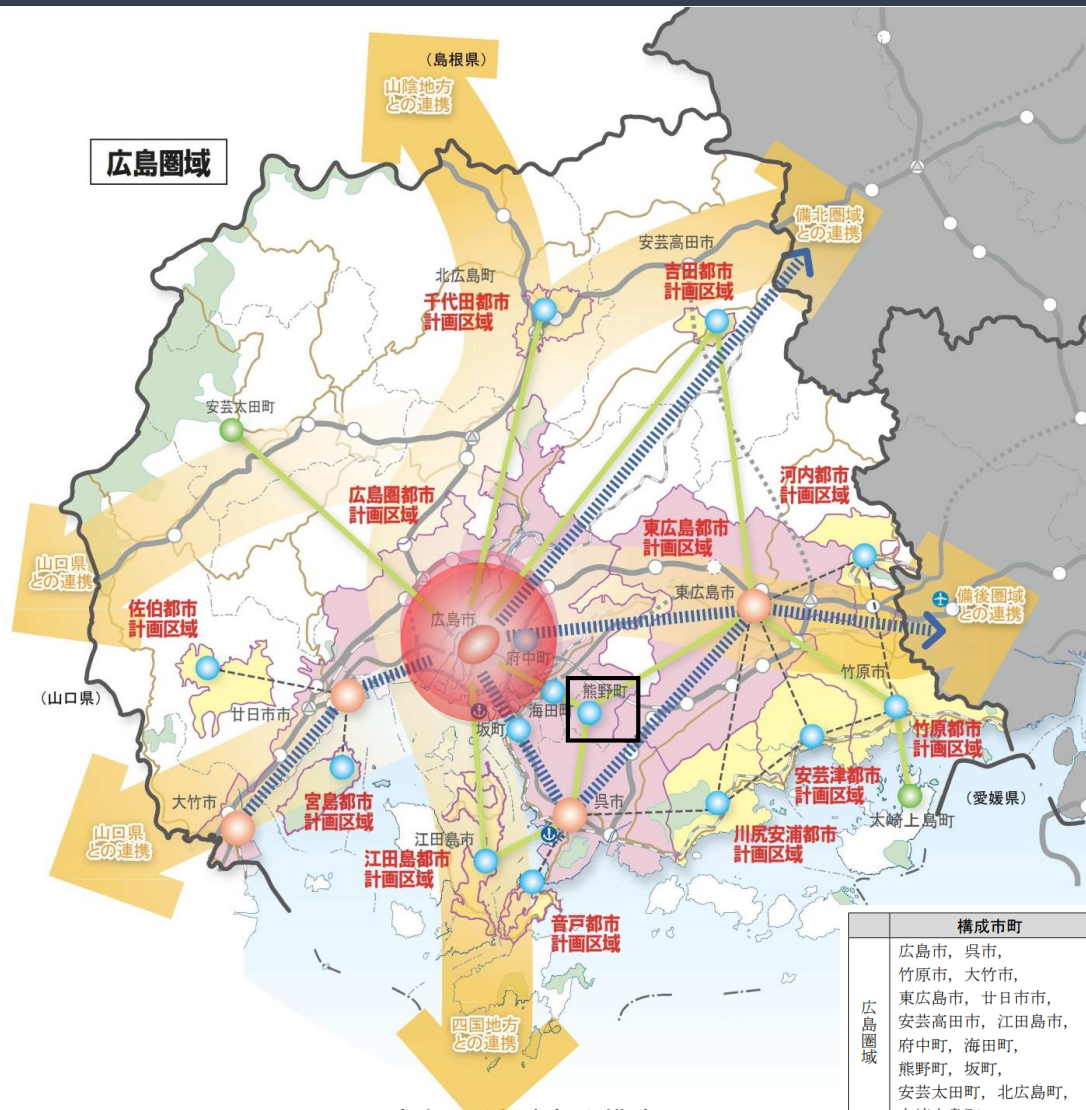 (島根県)
山陰地方
との連携
広島圏域
備北圏域
との連携
安芸高田市
北広島町
吉田都市
計画区域
千代田都市
計画区域
安芸太田町
河内都市
計画区域
広島圏都市
計画区域
東広島都市
計画区域
山口県
との連携
東広島市
備後圏域
との連携
佐伯都市
計画区域
広島市
府中町
竹原市
(山口県)
熊野町
廿日市市
海田町
坂町
竹原都市
計画区域
安芸津都市
計画区域
(愛媛県)
大竹市
宮島都市
計画区域
呉市
大崎上島町
山口県
との連携
江田島市
川尻安浦都市
計画区域
江田島都市
計画区域
音戸都市
計画区域
四国地方
との連携
構成市町
広島圏域
広島市，呉市，
竹原市，大竹市，
東広島市，廿日市市，
安芸高田市，江田島市，
府中町，海田町，
熊野町，坂町，
安芸太田町，北広島町，